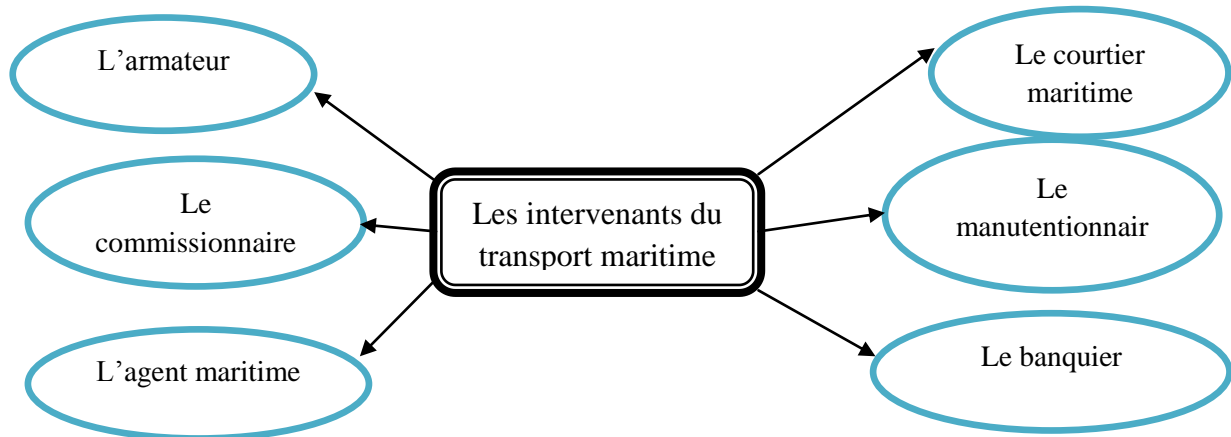 L'armateur
Le courtier
maritime
Le
commissionnaire
Les intervenants du
transport maritime
Le
manutentionnair
L'agent maritime
Le banquier